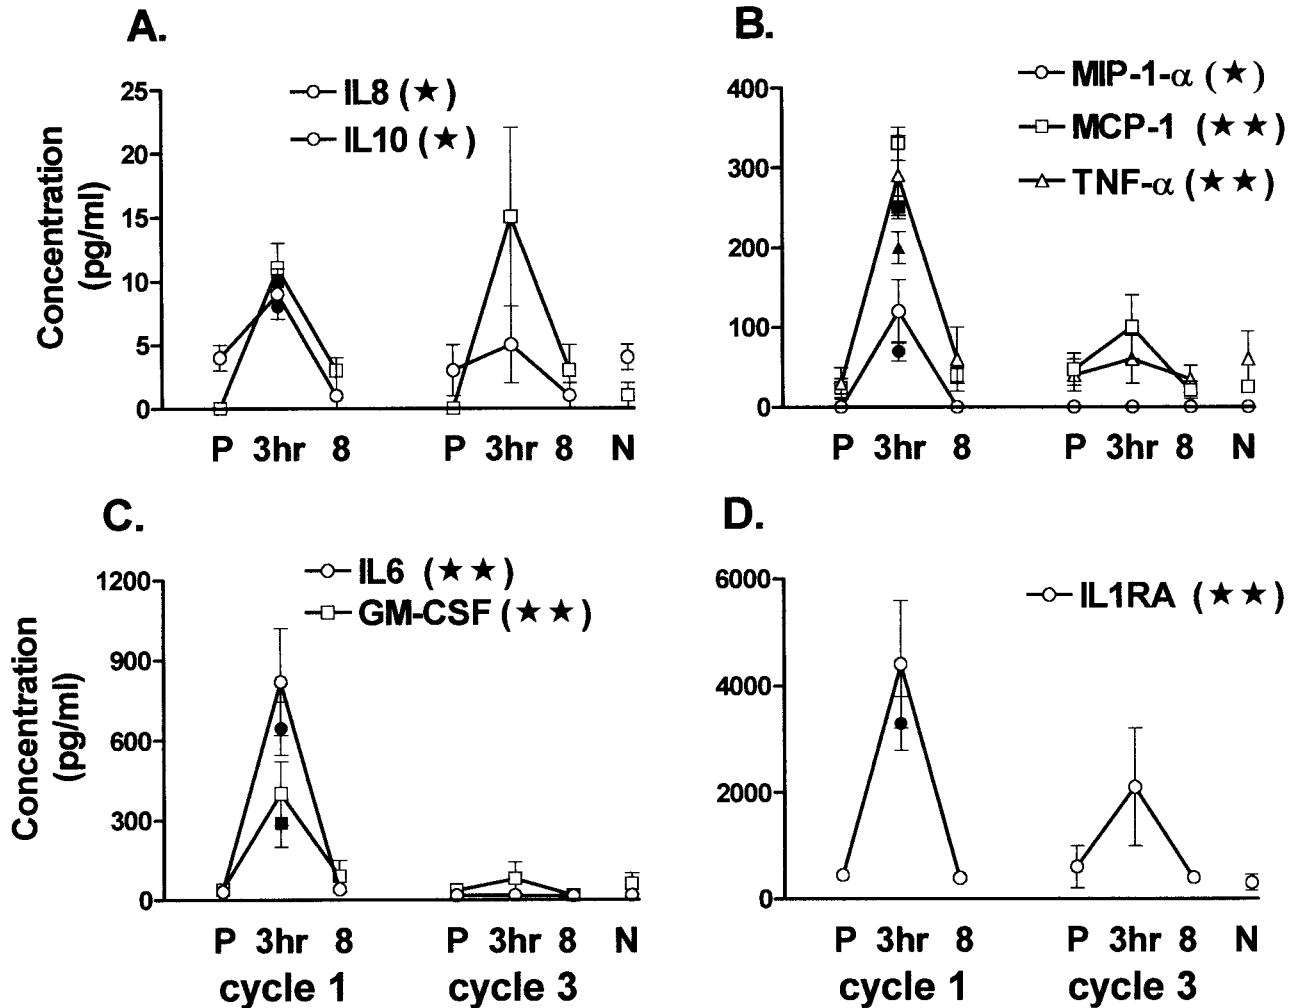 A.
IL8 (★)
IL10 (★)
Concentration
(pg/ml)
25
20
15
10
5
0
P 3hr 8 P 3hr 8 N
B.
MIP-1-α (★)
MCP-1 (★ ★)
TNF-α (★ ★)
400
300
200
100
0
P 3hr 8 P 3hr 8 N
C.
IL6 (★ ★)
GM-CSF (★ ★)
Concentration
(pg/ml)
1200
900
600
300
0
P 3hr 8 P 3hr 8 N
cycle 1 cycle 3
D.
IL1RA (★ ★)
6000
4000
2000
0
P 3hr 8 P 3hr 8 N
cycle 1 cycle 3